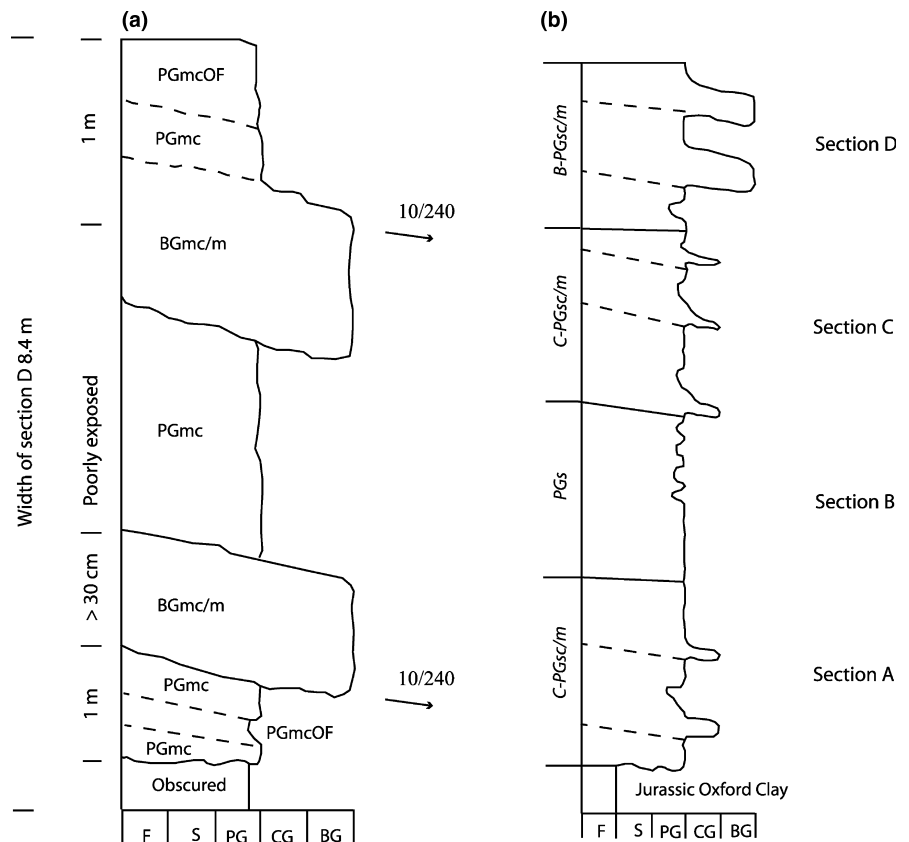 (a)
Width of section D 8.4 m
1 m
Poorly exposed
> 30 cm
1 m
PGmcOF
PGmc
BGmc/m
10/240
PGmc
BGmc/m
10/240
PGmc
PGmcOF
PGmc
Obscured
F S PG CG BG
(b)
B-PGsc/m
Section D
C-PGsc/m
Section C
PGs
Section B
C-PGsc/m
Section A
Jurassic Oxford Clay
F S PG CG BG